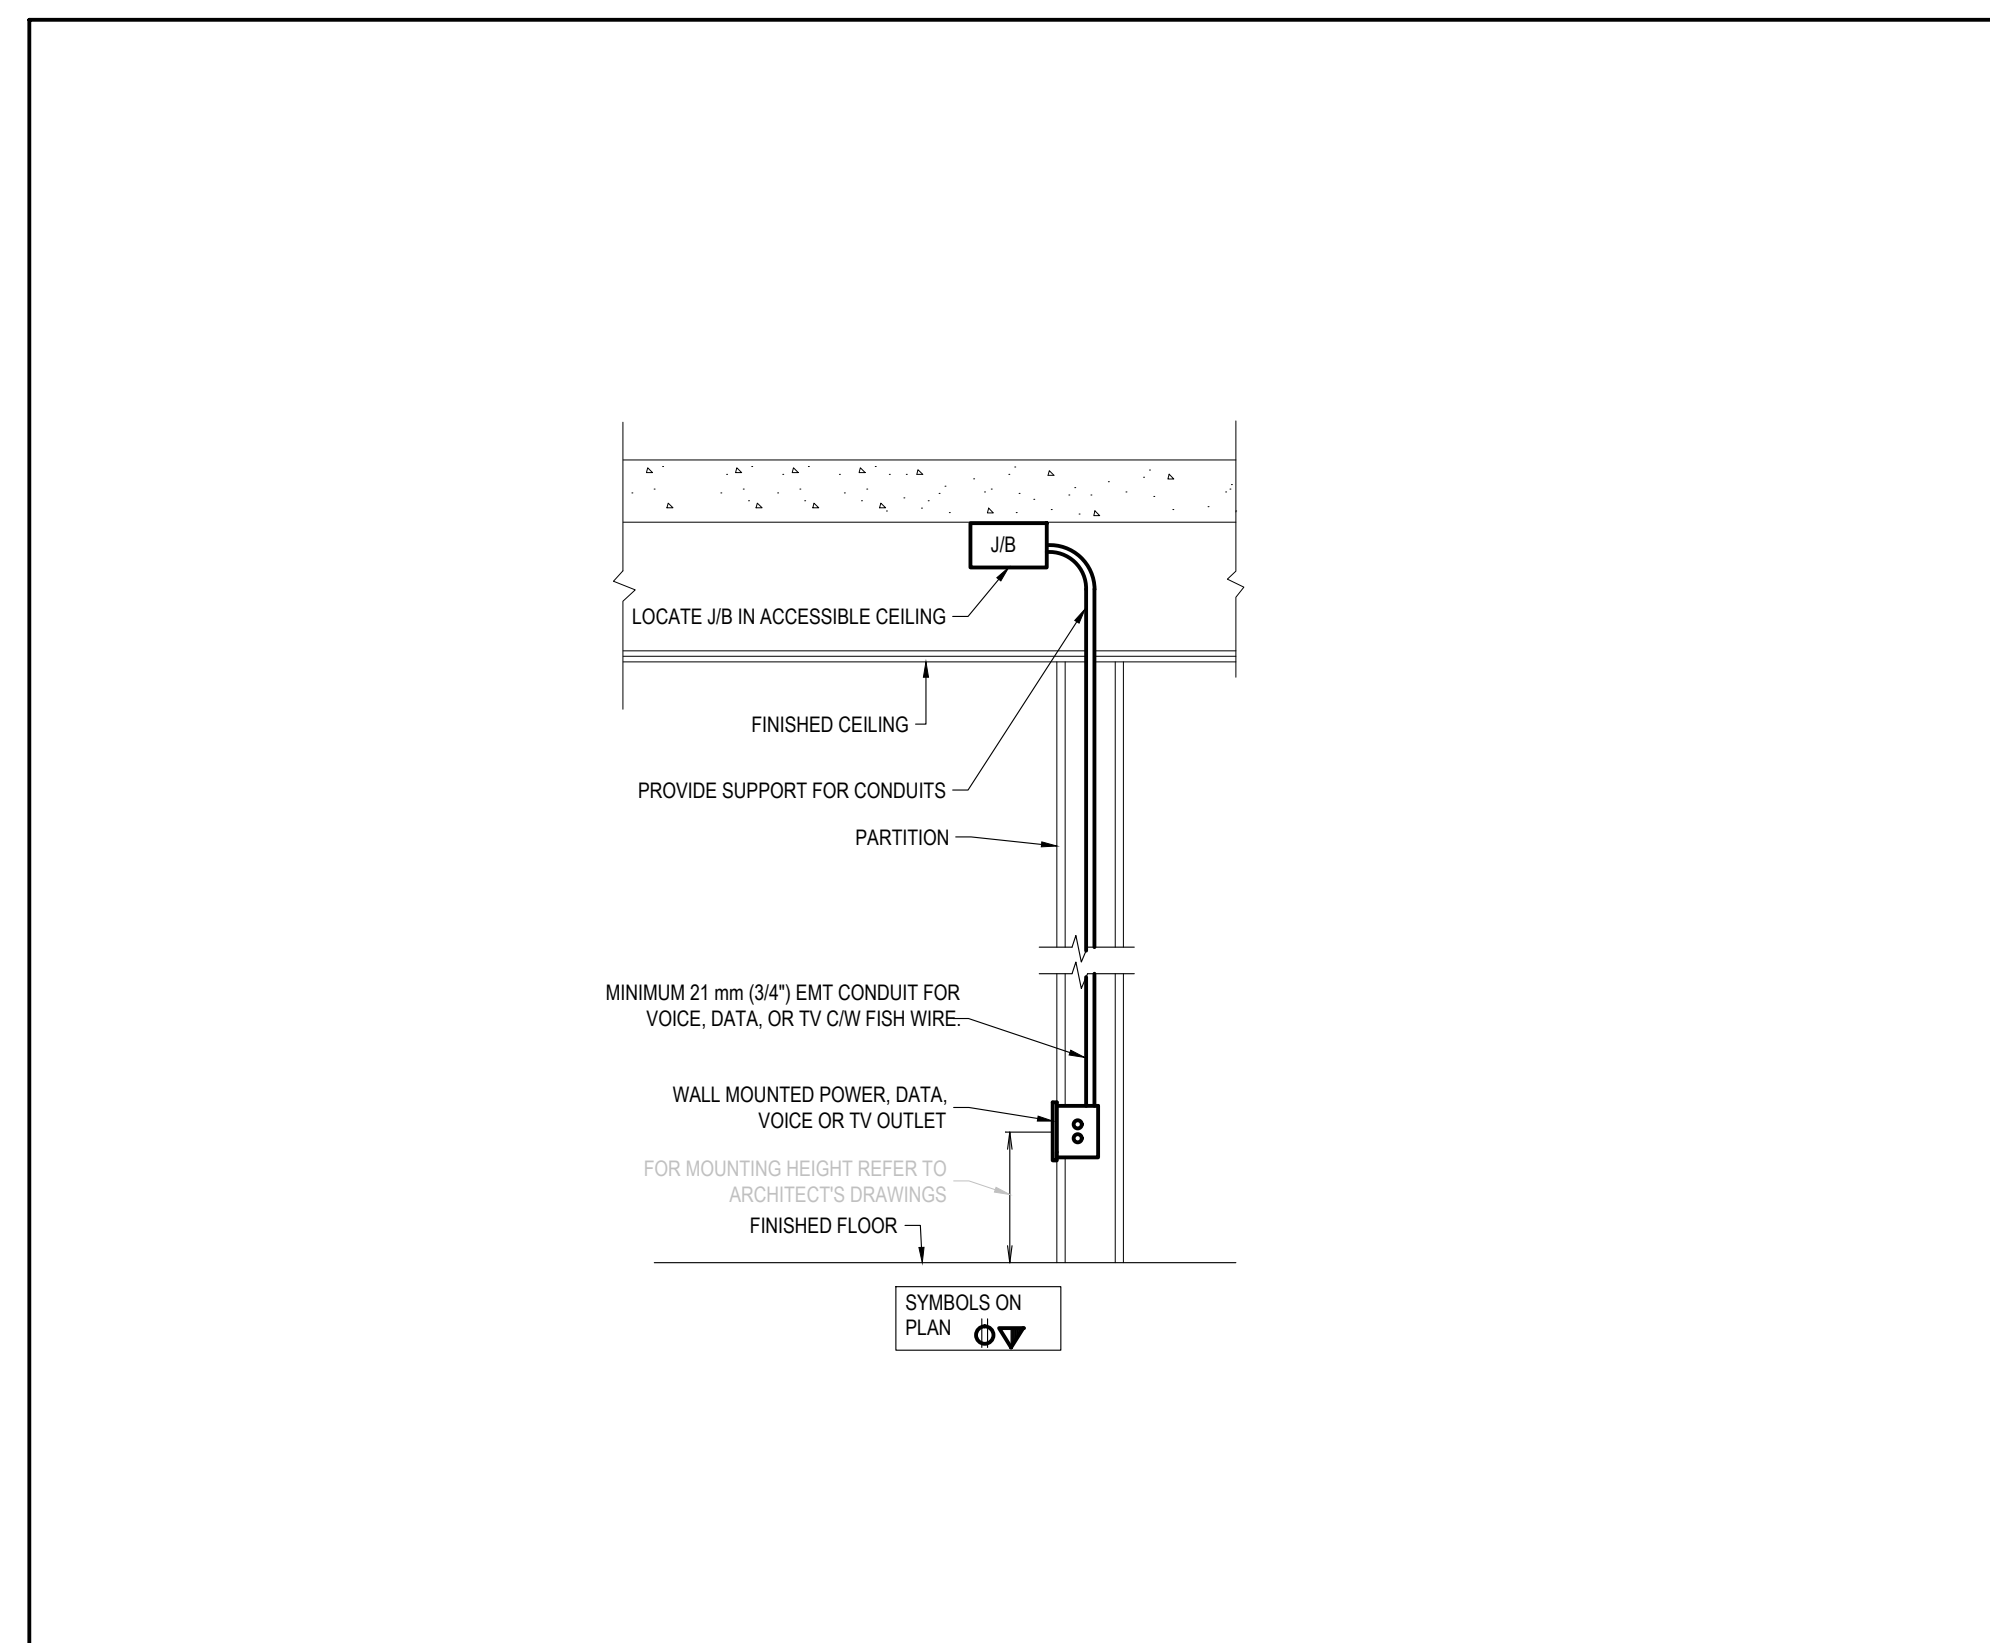 J/B
LOCATE J/B IN ACCESSIBLE CEILING
FINISHED CEILING
PROVIDE SUPPORT FOR CONDUITS
PARTITION
MINIMUM 21 mm (3/4") EMT CONDUIT FOR
VOICE, DATA, OR TV C/W FISH WIRE.
WALL MOUNTED POWER, DATA,
VOICE OR TV OUTLET
FOR MOUNTING HEIGHT REFER TO
ARCHITECT'S DRAWINGS
FINISHED FLOOR
SYMBOLS ON
PLAN